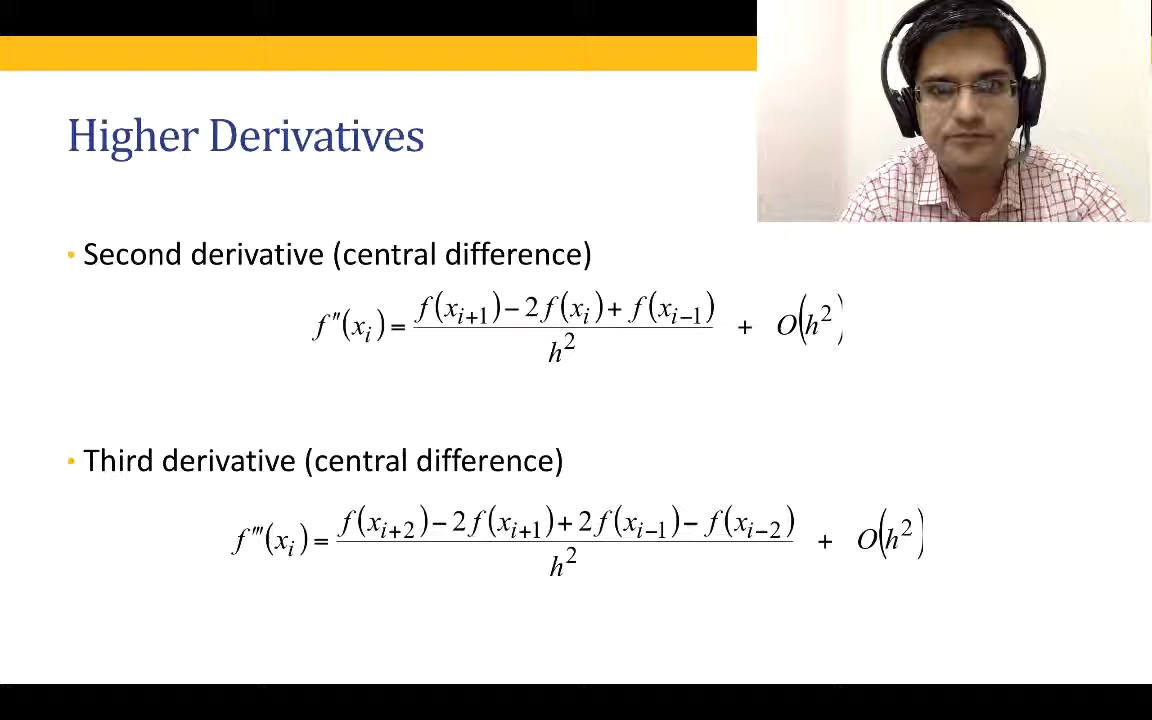 Higher Derivatives
• Second derivative (central difference)
f″(xᵢ) = (f(xᵢ₊₁) − 2f(xᵢ) + f(xᵢ₋₁)) / h² + O(h²)
• Third derivative (central difference)
f‴(xᵢ) = (f(xᵢ₊₂) − 2f(xᵢ₊₁) + 2f(xᵢ₋₁) − f(xᵢ₋₂)) / h² + O(h²)